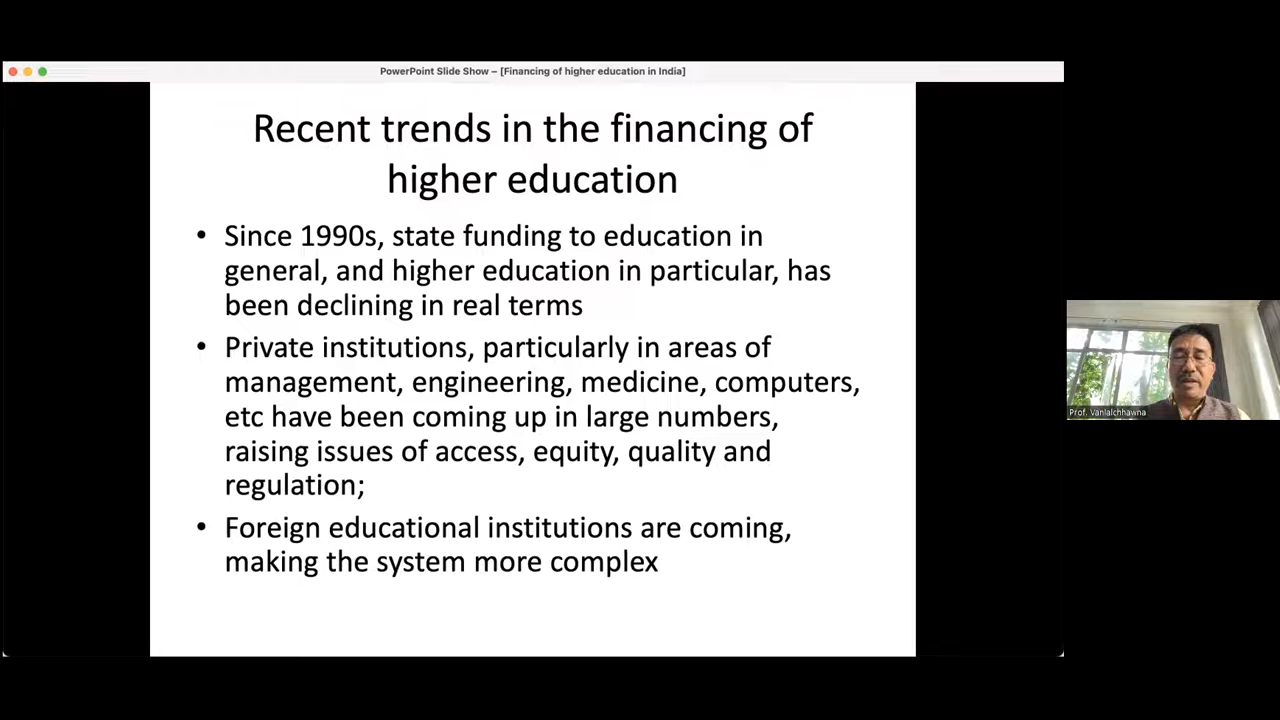 PowerPoint Slide Show – [Financing of higher education in India]
Recent trends in the financing of
higher education
• Since 1990s, state funding to education in
general, and higher education in particular, has
been declining in real terms
• Private institutions, particularly in areas of
management, engineering, medicine, computers,
etc have been coming up in large numbers,
raising issues of access, equity, quality and
regulation;
• Foreign educational institutions are coming,
making the system more complex
Prof. Vanlalchhawna